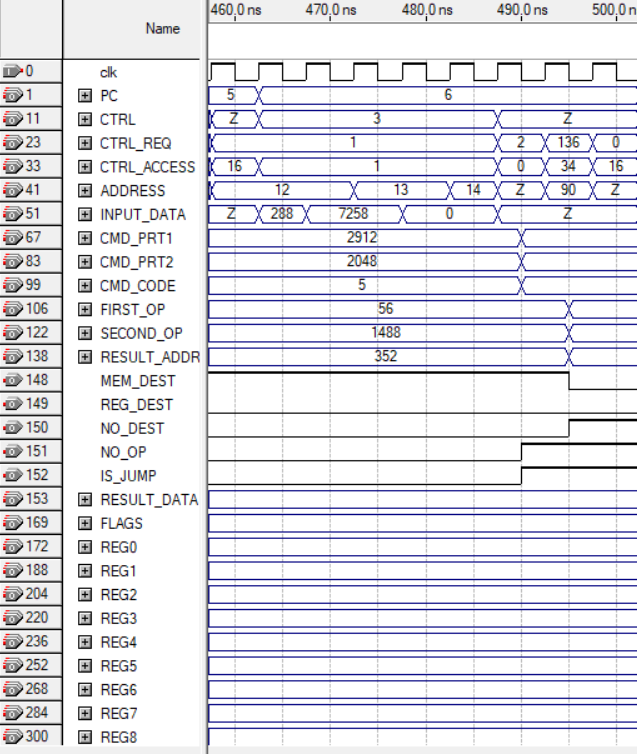 460.0 ns 470.0 ns 480.0 ns 490.0 ns 500.0 n
Name
0 clk
1 PC 5 6
11 CTRL Z 3 Z
23 CTRL_REQ 1 2 136 0
33 CTRL_ACCESS 16 1 0 34 16
41 ADDRESS 12 13 14 Z 90 Z
51 INPUT_DATA Z 288 7258 0 Z
67 CMD_PRT1 2912
83 CMD_PRT2 2048
99 CMD_CODE 5
106 FIRST_OP 56
122 SECOND_OP 1488
138 RESULT_ADDR 352
148 MEM_DEST
149 REG_DEST
150 NO_DEST
151 NO_OP
152 IS_JUMP
153 RESULT_DATA
169 FLAGS
172 REG0
188 REG1
204 REG2
220 REG3
236 REG4
252 REG5
268 REG6
284 REG7
300 REG8